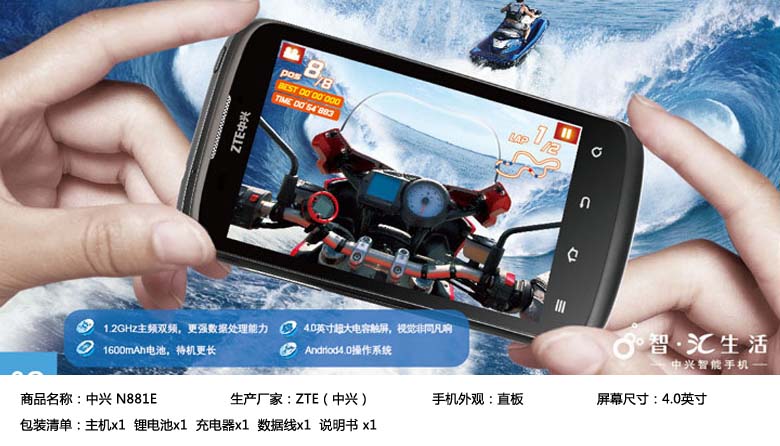 pos 8/8
BEST 00'00'000
TIME 00'54'883
LAP 1/2
ZTE中兴
1.2GHz主频双频，更强数据处理能力
4.0英寸超大电容触屏，视觉非同凡响
1600mAh电池，待机更长
Andriod4.0操作系统
智·汇生活
中兴智能手机
商品名称：中兴 N881E
生产厂家：ZTE（中兴）
手机外观：直板
屏幕尺寸：4.0英寸
包装清单：主机x1 锂电池x1 充电器x1 数据线x1 说明书 x1